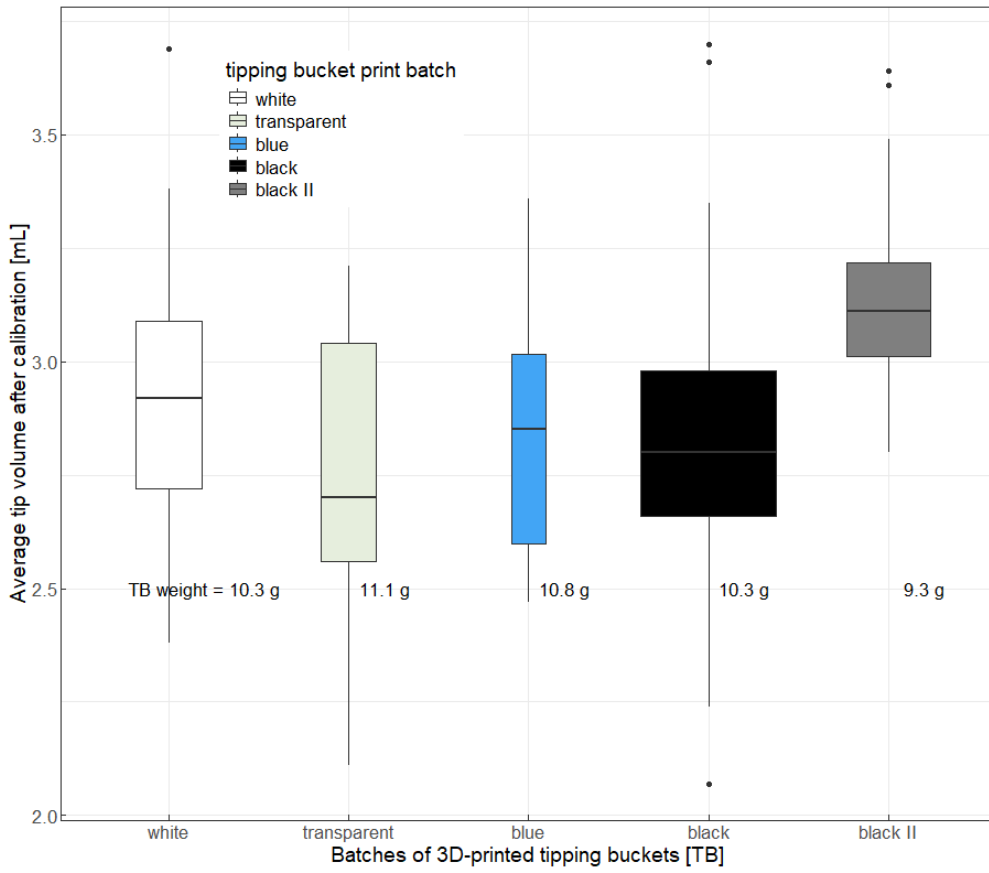 tipping bucket print batch
white
transparent
blue
black
black II
Average tip volume after calibration [mL]
3.5
3.0
2.5
2.0
TB weight = 10.3 g
11.1 g
10.8 g
10.3 g
9.3 g
white
transparent
blue
black
black II
Batches of 3D-printed tipping buckets [TB]